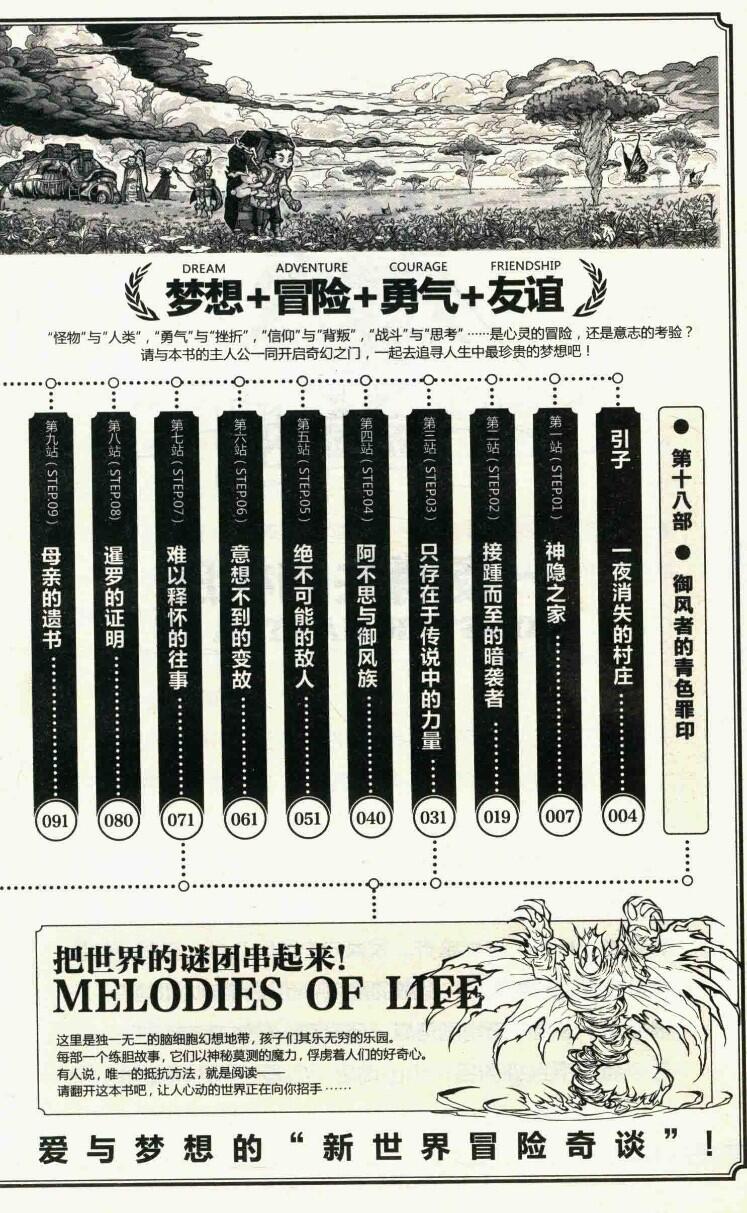 DREAM ADVENTURE COURAGE FRIENDSHIP
梦想+冒险+勇气+友谊
“怪物”与“人类”，“勇气”与“挫折”，“信仰”与“背叛”，“战斗”与“思考”……是心灵的冒险，还是意志的考验？
请与本书的主人公一同开启奇幻之门，一起去追寻人生中最珍贵的梦想吧！
● 第十八部 ● 御风者的青色罪印
引子 一夜消失的村庄 004
第一站（STEP01） 神隐之家 007
第二站（STEP02） 接踵而至的暗袭者 019
第三站（STEP03） 只存在于传说中的力量 031
第四站（STEP04） 阿不思与御风族 040
第五站（STEP05） 绝不可能的敌人 051
第六站（STEP06） 意想不到的变故 061
第七站（STEP07） 难以释怀的往事 071
第八站（STEP08） 暹罗的证明 080
第九站（STEP09） 母亲的遗书 091
把世界的谜团串起来！
MELODIES OF LIFE
这里是独一无二的脑细胞幻想地带，孩子们其乐无穷的乐园。
每部一个练胆故事，它们以神秘莫测的魔力，俘虏着人们的好奇心。
有人说，唯一的抵抗方法，就是阅读——
请翻开这本书吧，让人心动的世界正在向你招手……
爱与梦想的“新世界冒险奇谈”！